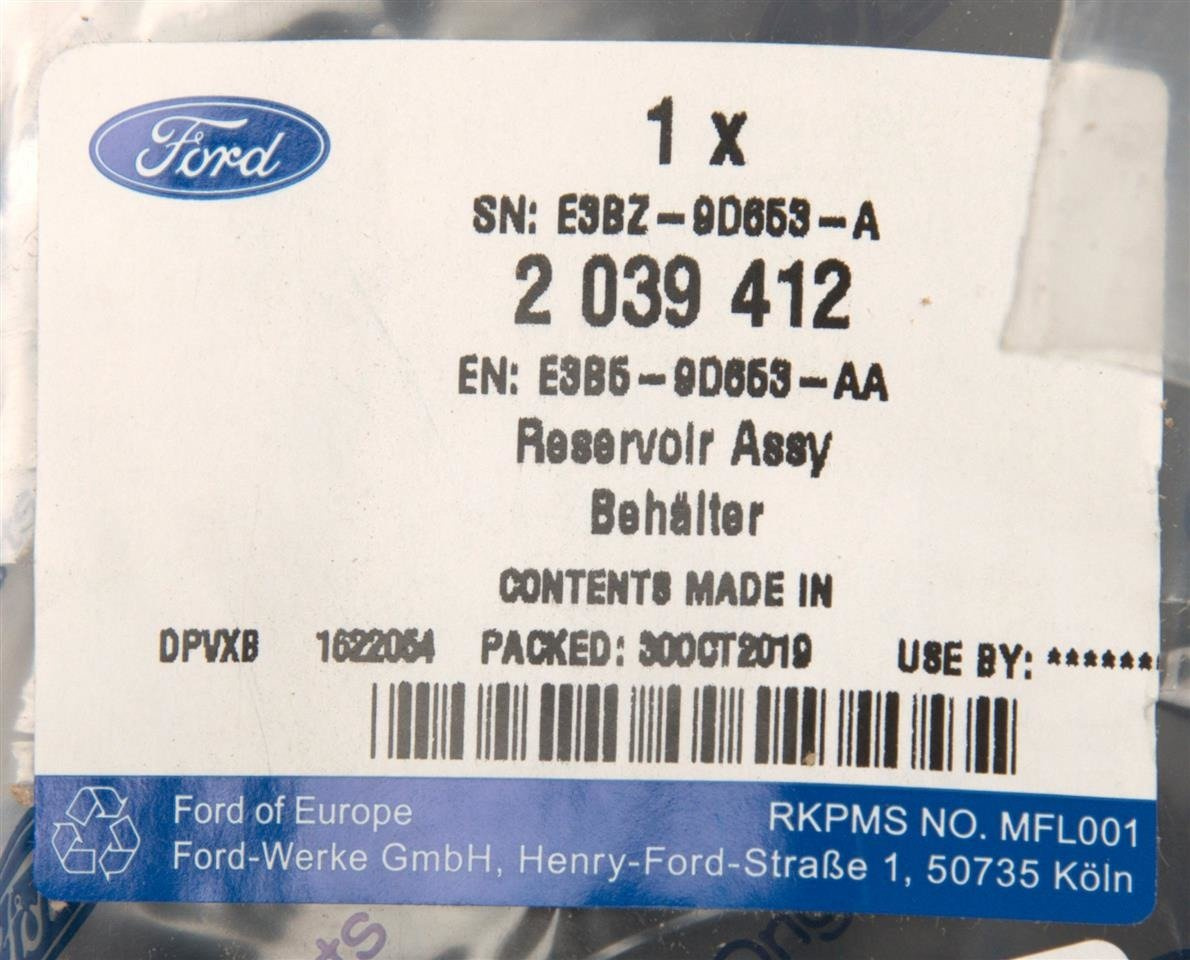 Ford
1 x
SN: E3BZ-9D653-A
2 039 412
EN: E3B5-9D653-AA
Reservoir Assy
Behälter
CONTENTS MADE IN
DPVXB 1622054 PACKED: 30OCT2019 USE BY: *******
Ford of Europe RKPMS NO. MFL001
Ford-Werke GmbH, Henry-Ford-Straße 1, 50735 Köln
Ford